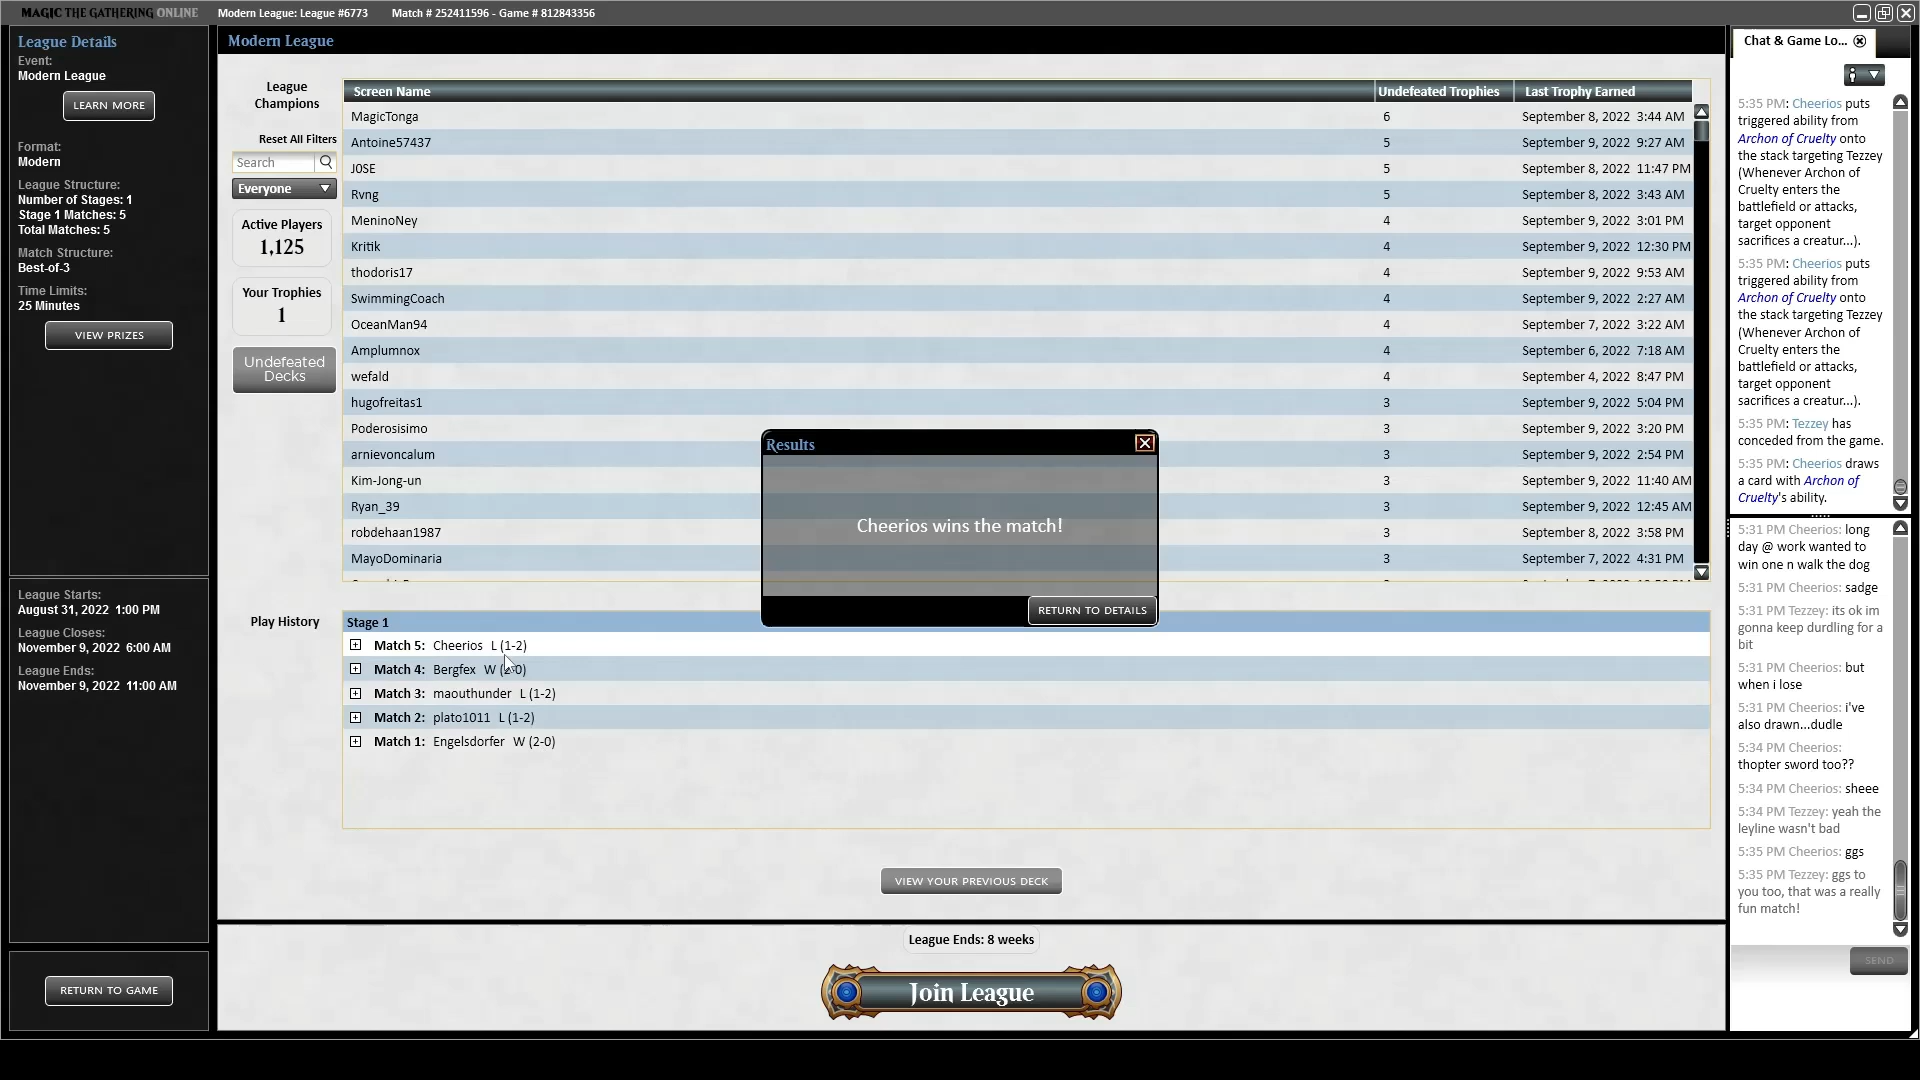 MAGIC THE GATHERING ONLINE Modern League: League #6773 Match # 252411596 - Game # 812843356
League Details
Event:
Modern League
LEARN MORE
Format:
Modern
League Structure:
Number of Stages: 1
Stage 1 Matches: 5
Total Matches: 5
Match Structure:
Best-of-3
Time Limits:
25 Minutes
VIEW PRIZES
League Starts:
August 31, 2022 1:00 PM
League Closes:
November 9, 2022 6:00 AM
League Ends:
November 9, 2022 11:00 AM
RETURN TO GAME
Modern League
League
Champions
Reset All Filters
Search
Everyone
Active Players
1,125
Your Trophies
1
Undefeated
Decks
Screen Name Undefeated Trophies Last Trophy Earned
MagicTonga 6 September 8, 2022 3:44 AM
Antoine57437 5 September 9, 2022 9:27 AM
J0SE 5 September 8, 2022 11:47 PM
Rvng 5 September 8, 2022 3:43 AM
MeninoNey 4 September 9, 2022 3:01 PM
Kritik 4 September 9, 2022 12:30 PM
thodoris17 4 September 9, 2022 9:53 AM
SwimmingCoach 4 September 9, 2022 2:27 AM
OceanMan94 4 September 7, 2022 3:22 AM
Amplumnox 4 September 6, 2022 7:18 AM
wefald 4 September 4, 2022 8:47 PM
hugofreitas1 3 September 9, 2022 5:04 PM
Poderosisimo 3 September 9, 2022 3:20 PM
arnievoncalum 3 September 9, 2022 2:54 PM
Kim-Jong-un 3 September 9, 2022 11:40 AM
Ryan_39 3 September 9, 2022 12:45 AM
robdehaan1987 3 September 8, 2022 3:58 PM
MayoDominaria 3 September 7, 2022 4:31 PM
Results
Cheerios wins the match!
RETURN TO DETAILS
Play History
Stage 1
Match 5: Cheerios L (1-2)
Match 4: Bergfex W (2-0)
Match 3: maouthunder L (1-2)
Match 2: plato1011 L (1-2)
Match 1: Engelsdorfer W (2-0)
VIEW YOUR PREVIOUS DECK
League Ends: 8 weeks
Join League
Chat & Game Lo...
5:35 PM: Cheerios puts
triggered ability from
Archon of Cruelty onto
the stack targeting Tezzey
(Whenever Archon of
Cruelty enters the
battlefield or attacks,
target opponent
sacrifices a creatur...).
5:35 PM: Cheerios puts
triggered ability from
Archon of Cruelty onto
the stack targeting Tezzey
(Whenever Archon of
Cruelty enters the
battlefield or attacks,
target opponent
sacrifices a creatur...).
5:35 PM: Tezzey has
conceded from the game.
5:35 PM: Cheerios draws
a card with Archon of
Cruelty's ability.
5:31 PM Cheerios: long
day @ work wanted to
win one n walk the dog
5:31 PM Cheerios: sadge
5:31 PM Tezzey: its ok im
gonna keep durdling for a
bit
5:31 PM Cheerios: but
when i lose
5:31 PM Cheerios: i've
also drawn...dudle
5:34 PM Cheerios:
thopter sword too??
5:34 PM Cheerios: sheee
5:34 PM Tezzey: yeah the
leyline wasn't bad
5:35 PM Cheerios: ggs
5:35 PM Tezzey: ggs to
you too, that was a really
fun match!
SEND